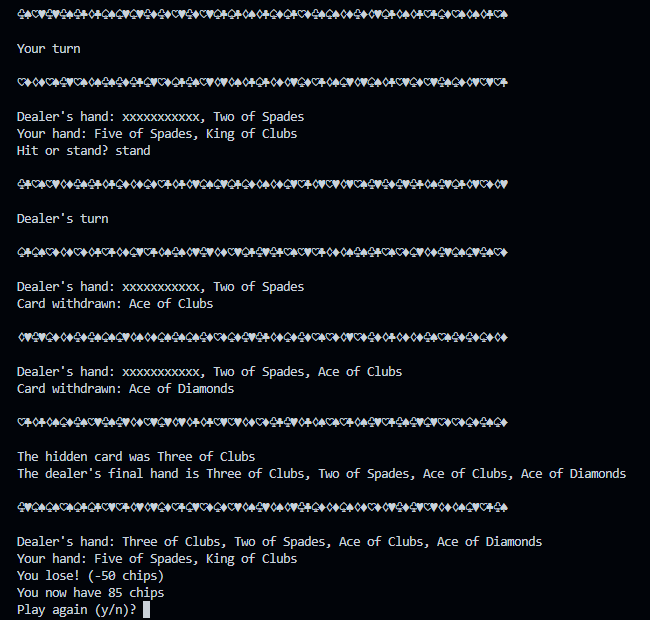 Your turn
Dealer's hand: xxxxxxxxxxx, Two of Spades
Your hand: Five of Spades, King of Clubs
Hit or stand? stand
Dealer's turn
Dealer's hand: xxxxxxxxxxx, Two of Spades
Card withdrawn: Ace of Clubs
Dealer's hand: xxxxxxxxxxx, Two of Spades, Ace of Clubs
Card withdrawn: Ace of Diamonds
The hidden card was Three of Clubs
The dealer's final hand is Three of Clubs, Two of Spades, Ace of Clubs, Ace of Diamonds
Dealer's hand: Three of Clubs, Two of Spades, Ace of Clubs, Ace of Diamonds
Your hand: Five of Spades, King of Clubs
You lose! (-50 chips)
You now have 85 chips
Play again (y/n)?